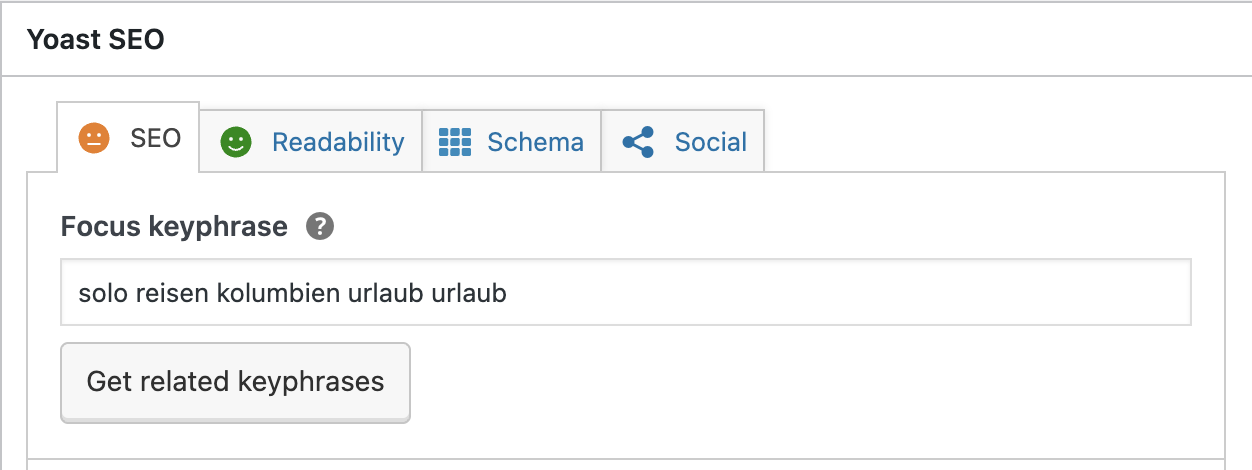 Yoast SEO
SEO Readability Schema Social
Focus keyphrase ?
solo reisen kolumbien urlaub urlaub
Get related keyphrases